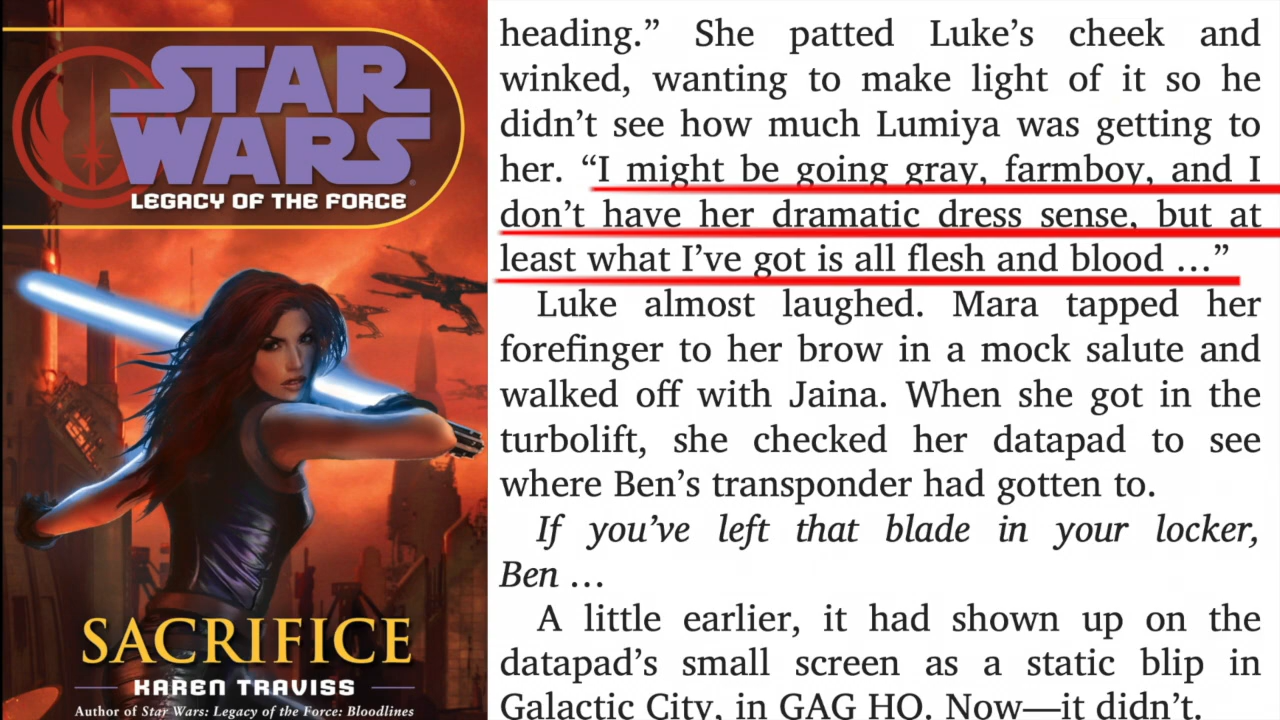 STAR
WARS
LEGACY OF THE FORCE
SACRIFICE
KAREN TRAVISS
Author of Star Wars: Legacy of the Force: Bloodlines
heading.” She patted Luke’s cheek and
winked, wanting to make light of it so he
didn’t see how much Lumiya was getting to
her. “I might be going gray, farmboy, and I
don’t have her dramatic dress sense, but at
least what I’ve got is all flesh and blood …”
Luke almost laughed. Mara tapped her
forefinger to her brow in a mock salute and
walked off with Jaina. When she got in the
turbolift, she checked her datapad to see
where Ben’s transponder had gotten to.
If you’ve left that blade in your locker,
Ben …
A little earlier, it had shown up on the
datapad’s small screen as a static blip in
Galactic City, in GAG HQ. Now—it didn’t.